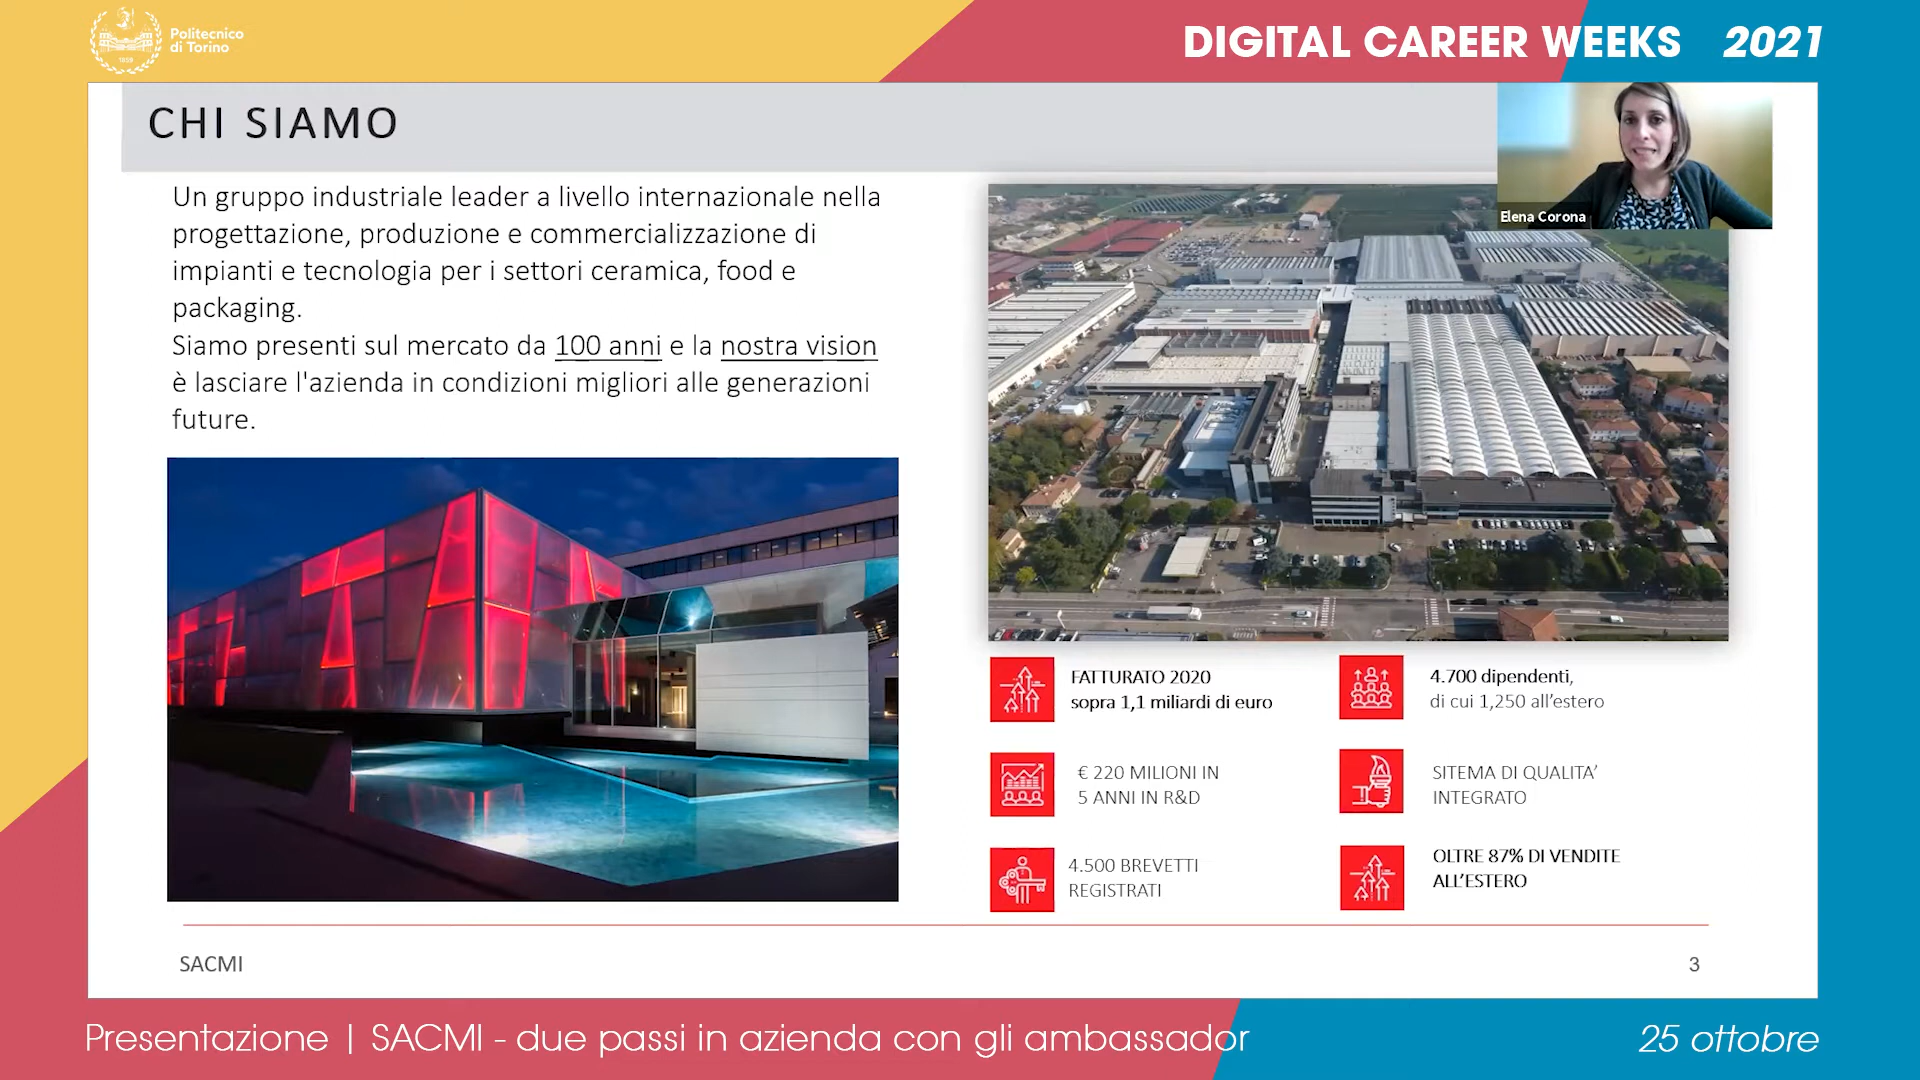 Politecnico
di Torino
1859
DIGITAL CAREER WEEKS 2021
CHI SIAMO
Elena Corona
Un gruppo industriale leader a livello internazionale nella
progettazione, produzione e commercializzazione di
impianti e tecnologia per i settori ceramica, food e
packaging.
Siamo presenti sul mercato da 100 anni e la nostra vision
è lasciare l'azienda in condizioni migliori alle generazioni
future.
FATTURATO 2020
sopra 1,1 miliardi di euro
4.700 dipendenti,
di cui 1,250 all’estero
€ 220 MILIONI IN
5 ANNI IN R&D
SITEMA DI QUALITA’
INTEGRATO
4.500 BREVETTI
REGISTRATI
OLTRE 87% DI VENDITE
ALL’ESTERO
SACMI
3
Presentazione | SACMI - due passi in azienda con gli ambassador
25 ottobre